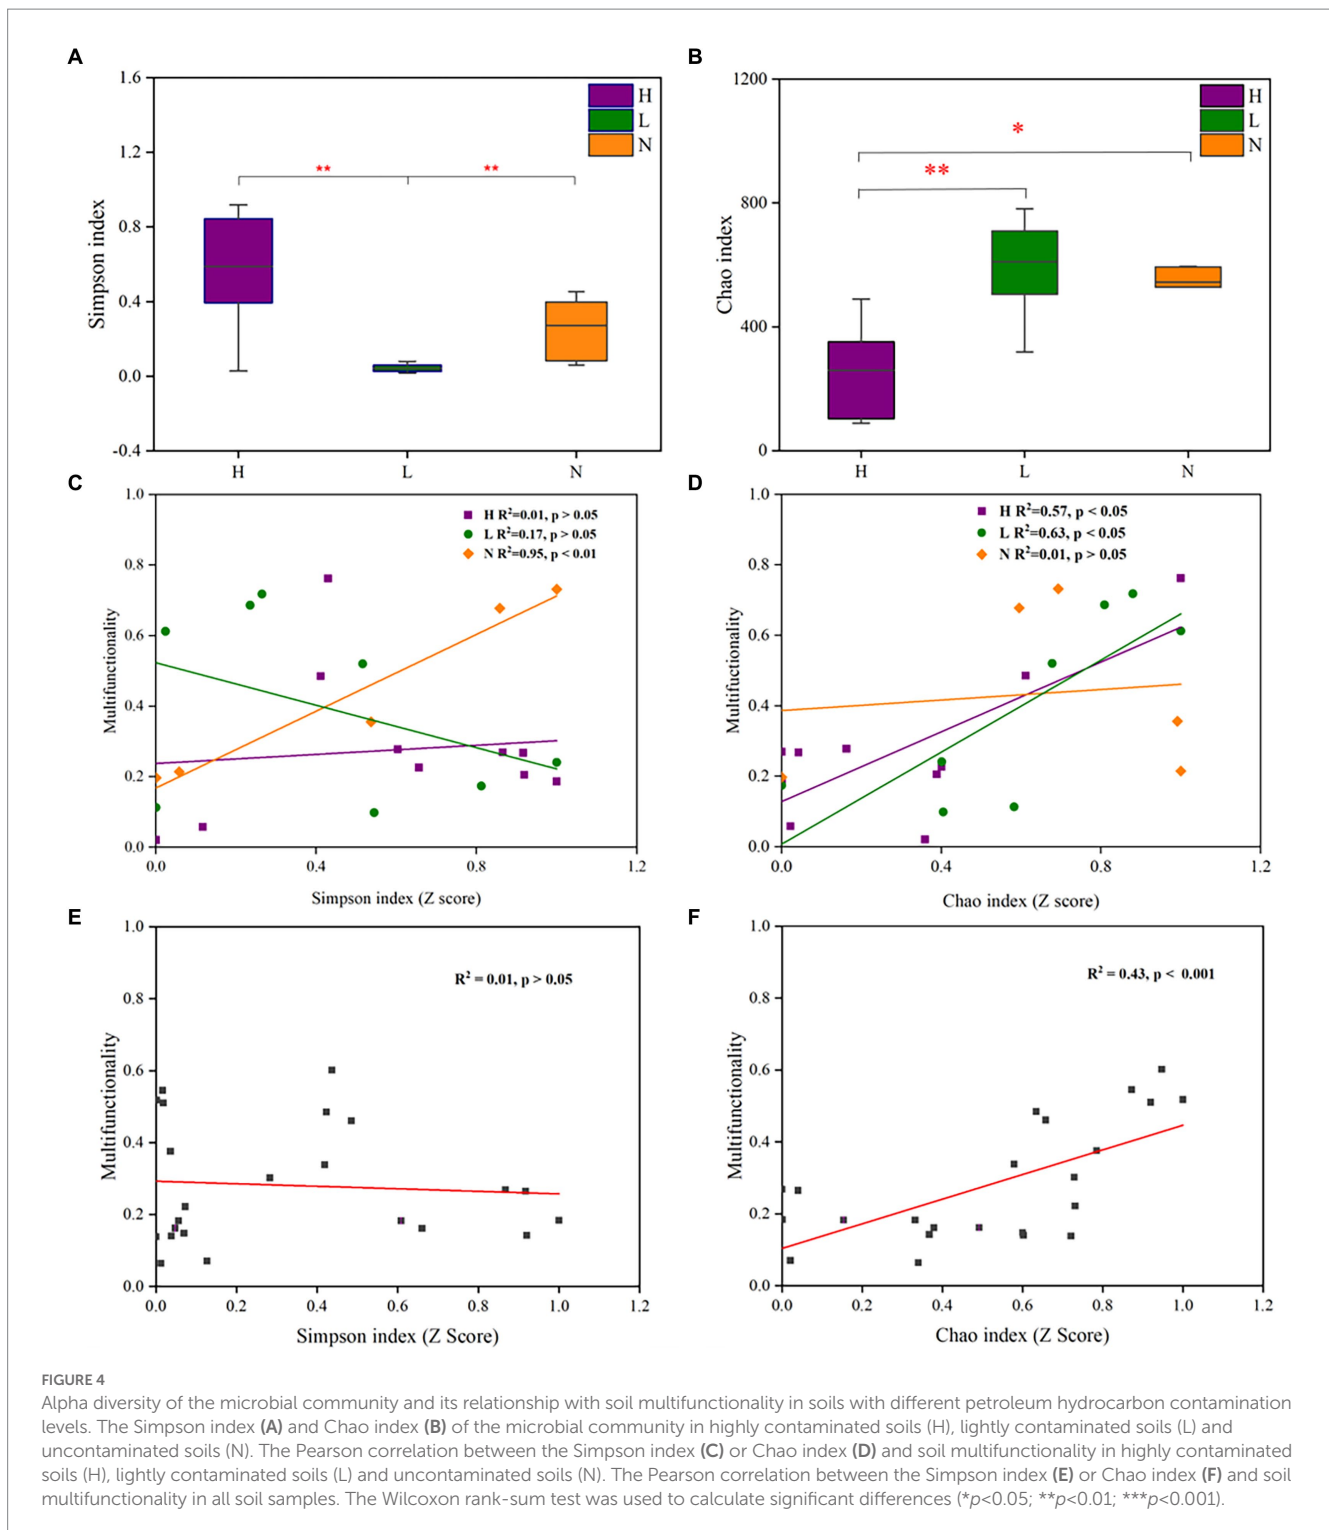 A
B
1.6
1.2
0.8
0.4
0.0
-0.4
Simpson index
H
L
N
**
**
H
L
N
1200
800
400
0
Chao index
H
L
N
*
**
H
L
N
C
D
1.0
0.8
0.6
0.4
0.2
0.0
Multifunctionality
H R²=0.01, p > 0.05
L R²=0.17, p > 0.05
N R²=0.95, p < 0.01
0.0
0.4
0.8
1.2
Simpson index (Z score)
1.0
0.8
0.6
0.4
0.2
0.0
Multifuctionality
H R²=0.57, p < 0.05
L R²=0.63, p < 0.05
N R²=0.01, p > 0.05
0.0
0.4
0.8
1.2
Chao index (Z score)
E
F
1.0
0.8
0.6
0.4
0.2
0.0
Multifunctionality
R² = 0.01, p > 0.05
0.0
0.2
0.4
0.6
0.8
1.0
1.2
Simpson index (Z Score)
1.0
0.8
0.6
0.4
0.2
0.0
Multifunctionality
R² = 0.43, p < 0.001
0.0
0.2
0.4
0.6
0.8
1.0
1.2
Chao index (Z Score)
FIGURE 4
Alpha diversity of the microbial community and its relationship with soil multifunctionality in soils with different petroleum hydrocarbon contamination
levels. The Simpson index (A) and Chao index (B) of the microbial community in highly contaminated soils (H), lightly contaminated soils (L) and
uncontaminated soils (N). The Pearson correlation between the Simpson index (C) or Chao index (D) and soil multifunctionality in highly contaminated
soils (H), lightly contaminated soils (L) and uncontaminated soils (N). The Pearson correlation between the Simpson index (E) or Chao index (F) and soil
multifunctionality in all soil samples. The Wilcoxon rank-sum test was used to calculate significant differences (*p<0.05; **p<0.01; ***p<0.001).